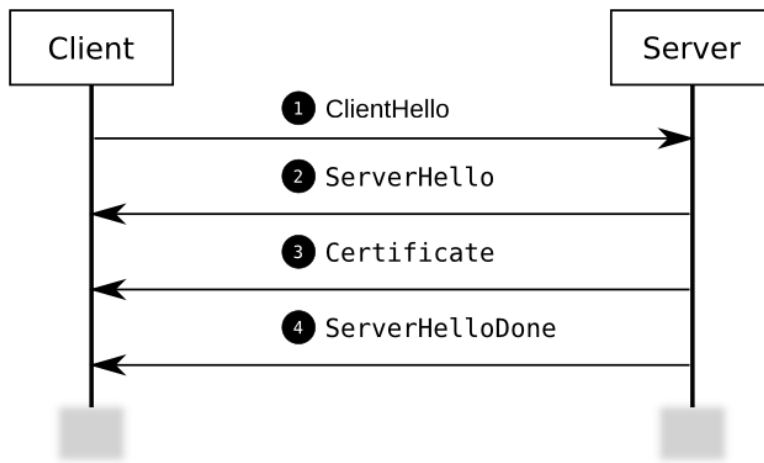 Client
Server
1 ClientHello
2 ServerHello
3 Certificate
4 ServerHelloDone